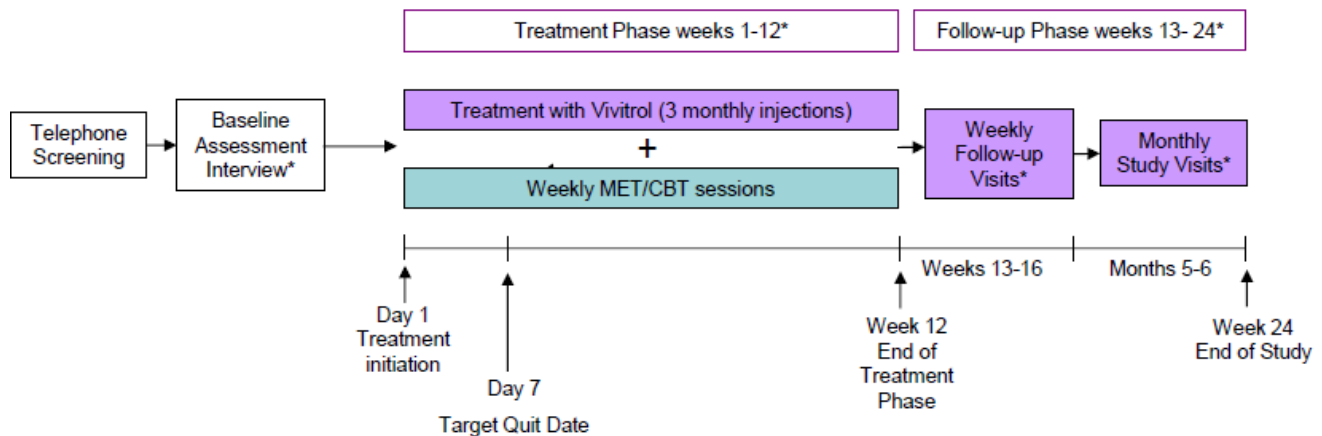 Treatment Phase weeks 1-12*
Follow-up Phase weeks 13- 24*
Telephone
Screening
Baseline
Assessment
Interview*
Treatment with Vivitrol (3 monthly injections)
+
Weekly MET/CBT sessions
Weekly
Follow-up
Visits*
Monthly
Study Visits*
Weeks 13-16
Months 5-6
Day 1
Treatment
initiation
Day 7
Target Quit Date
Week 12
End of
Treatment
Phase
Week 24
End of Study